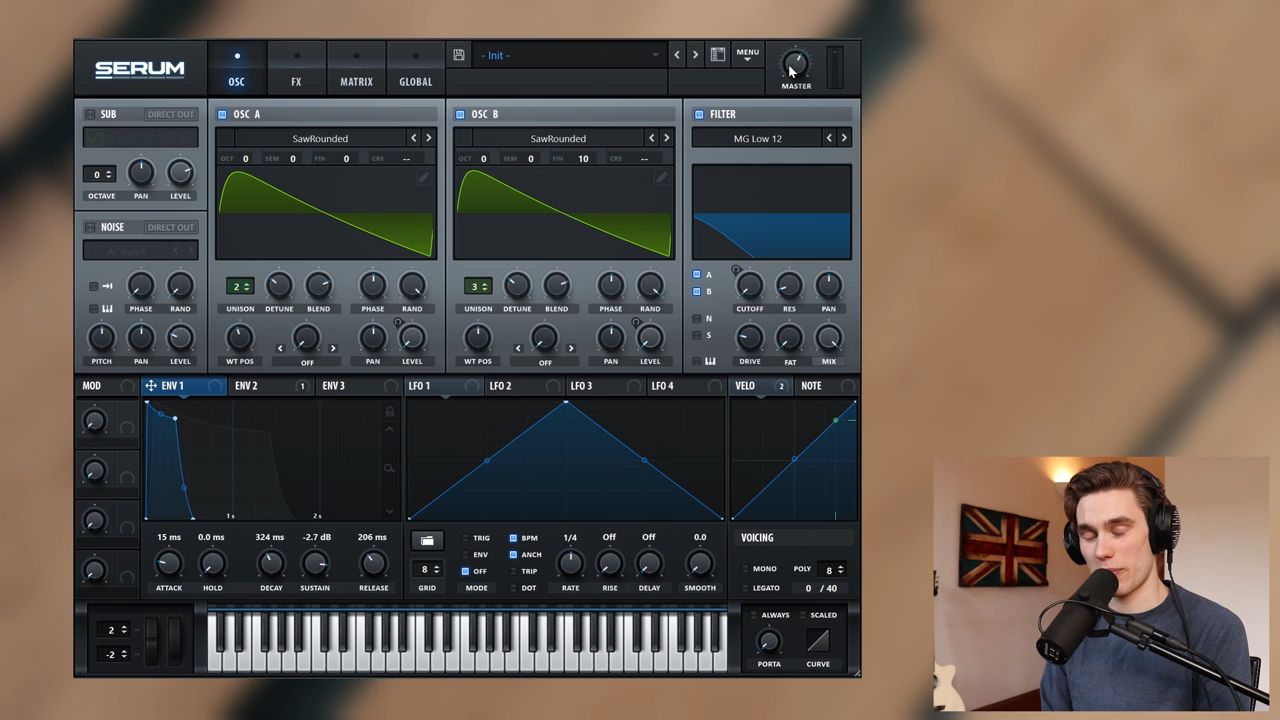 SERUM
OSC
FX
MATRIX
GLOBAL
- Init -
MENU
MASTER
SUB
DIRECT OUT
0
OCTAVE
PAN
LEVEL
NOISE
DIRECT OUT
AC hum1
PHASE
RAND
PITCH
PAN
LEVEL
OSC A
SawRounded
OCT 0 SEM 0 FIN 0 CRS --
2
UNISON
DETUNE
BLEND
PHASE
RAND
WT POS
OFF
PAN
LEVEL
OSC B
SawRounded
OCT 0 SEM 0 FIN 10 CRS --
3
UNISON
DETUNE
BLEND
PHASE
RAND
WT POS
OFF
PAN
LEVEL
FILTER
MG Low 12
A
B
N
S
CUTOFF
RES
PAN
DRIVE
FAT
MIX
MOD
ENV 1
ENV 2
1
ENV 3
LFO 1
LFO 2
LFO 3
LFO 4
VELO
2
NOTE
1 s
2 s
15 ms
0.0 ms
324 ms
-2.7 dB
206 ms
ATTACK
HOLD
DECAY
SUSTAIN
RELEASE
8
GRID
TRIG
ENV
OFF
MODE
BPM
ANCH
TRIP
DOT
1/4
Off
Off
0.0
RATE
RISE
DELAY
SMOOTH
VOICING
MONO
POLY
8
LEGATO
0 / 40
2
-2
ALWAYS
SCALED
PORTA
CURVE